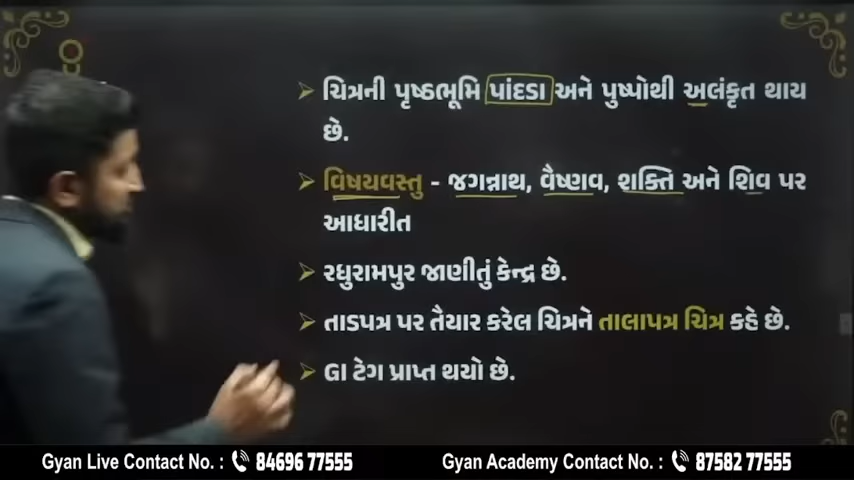 ચિત્રની પૃષ્ઠભૂમિ પાંદડા અને પુષ્પોથી અલંકૃત થાય
છે.
વિષયવસ્તુ - જગન્નાથ, વૈષ્ણવ, શક્તિ અને શિવ પર
આધારીત
રઘુરામપુર જાણીતું કેન્દ્ર છે.
તાડપત્ર પર તૈયાર કરેલ ચિત્રને તાલાપત્ર ચિત્ર કહે છે.
GI ટેગ પ્રાપ્ત થયો છે.
Gyan Live Contact No. : 84696 77555
Gyan Academy Contact No. : 87582 77555